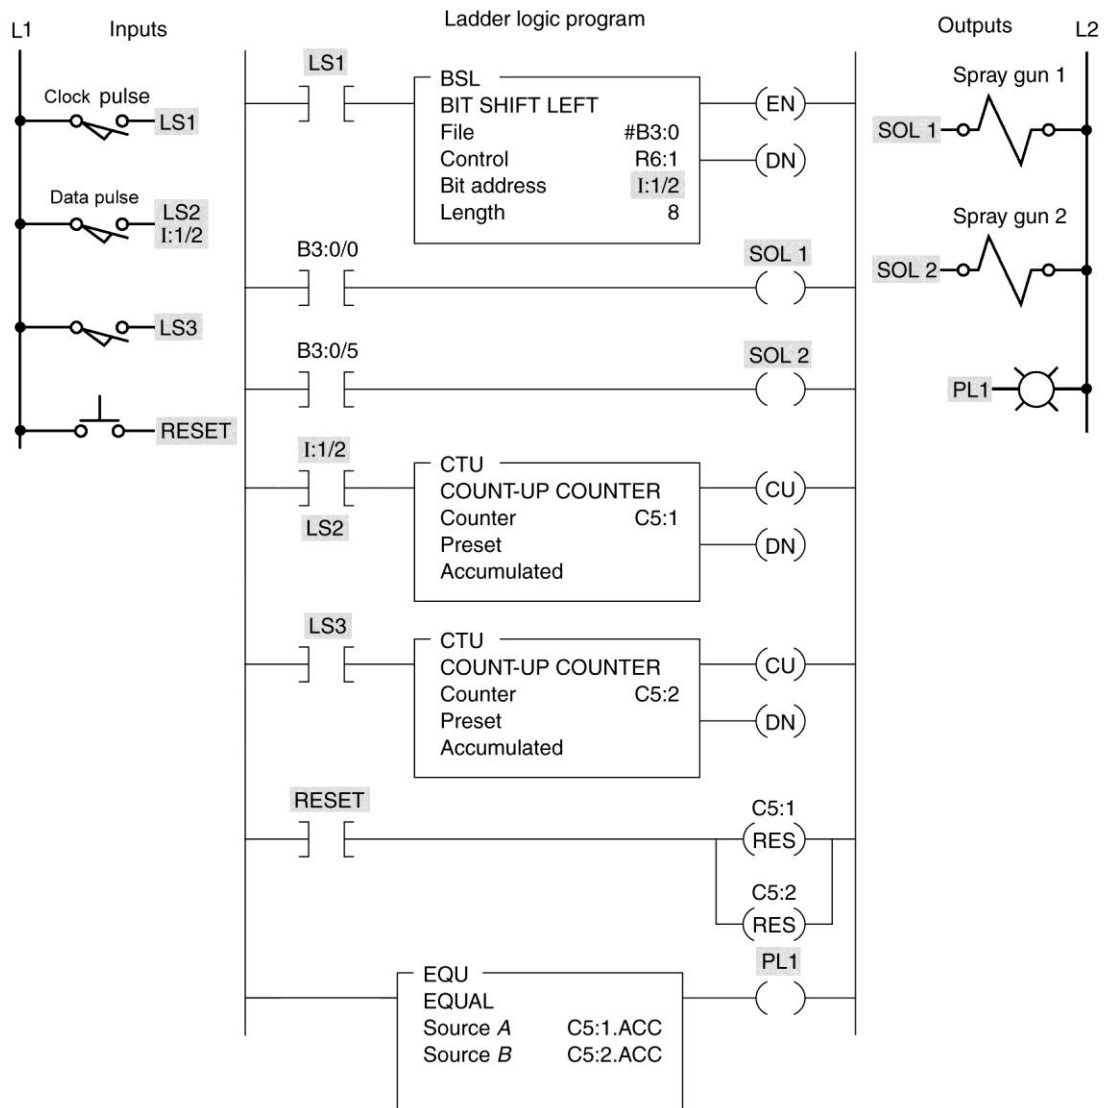 Ladder logic program
L1
Inputs
Outputs
L2
Clock pulse
LS1
Data pulse
LS2
I:1/2
LS3
RESET
LS1
BSL
BIT SHIFT LEFT
File #B3:0
Control R6:1
Bit address I:1/2
Length 8
EN
DN
B3:0/0
SOL 1
B3:0/5
SOL 2
I:1/2
LS2
CTU
COUNT-UP COUNTER
Counter C5:1
Preset
Accumulated
CU
DN
LS3
CTU
COUNT-UP COUNTER
Counter C5:2
Preset
Accumulated
CU
DN
RESET
C5:1
RES
C5:2
RES
EQU
EQUAL
Source A C5:1.ACC
Source B C5:2.ACC
PL1
Spray gun 1
SOL 1
Spray gun 2
SOL 2
PL1